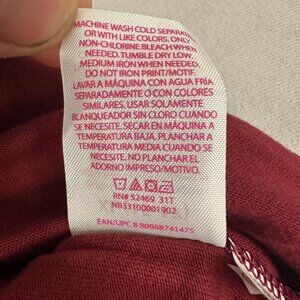 MACHINE WASH COLD SEPARATELY
OR WITH LIKE COLORS. ONLY
NON-CHLORINE BLEACH WHEN
NEEDED. TUMBLE DRY LOW.
MEDIUM IRON WHEN NEEDED.
DO NOT IRON PRINT/MOTIF.
LAVAR A MÁQUINA CON AGUA FRÍA
SEPARADAMENTE O CON COLORES
SIMILARES. USAR SOLAMENTE
BLANQUEADOR SIN CLORO CUANDO
SE NECESITE. SECAR EN MÁQUINA A
TEMPERATURA BAJA. PLANCHAR A
TEMPERATURA MEDIA CUANDO SE
NECESITE. NO PLANCHAR EL
ADORNO IMPRESO/MOTIVO.
RN# 52469 31T
NB33100001902
EAN/UPC